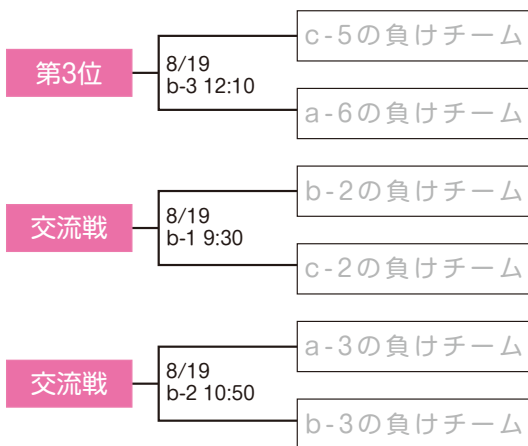 第3位
8/19
b-3 12:10
c-5の負けチーム
a-6の負けチーム
交流戦
8/19
b-1 9:30
b-2の負けチーム
c-2の負けチーム
交流戦
8/19
b-2 10:50
a-3の負けチーム
b-3の負けチーム